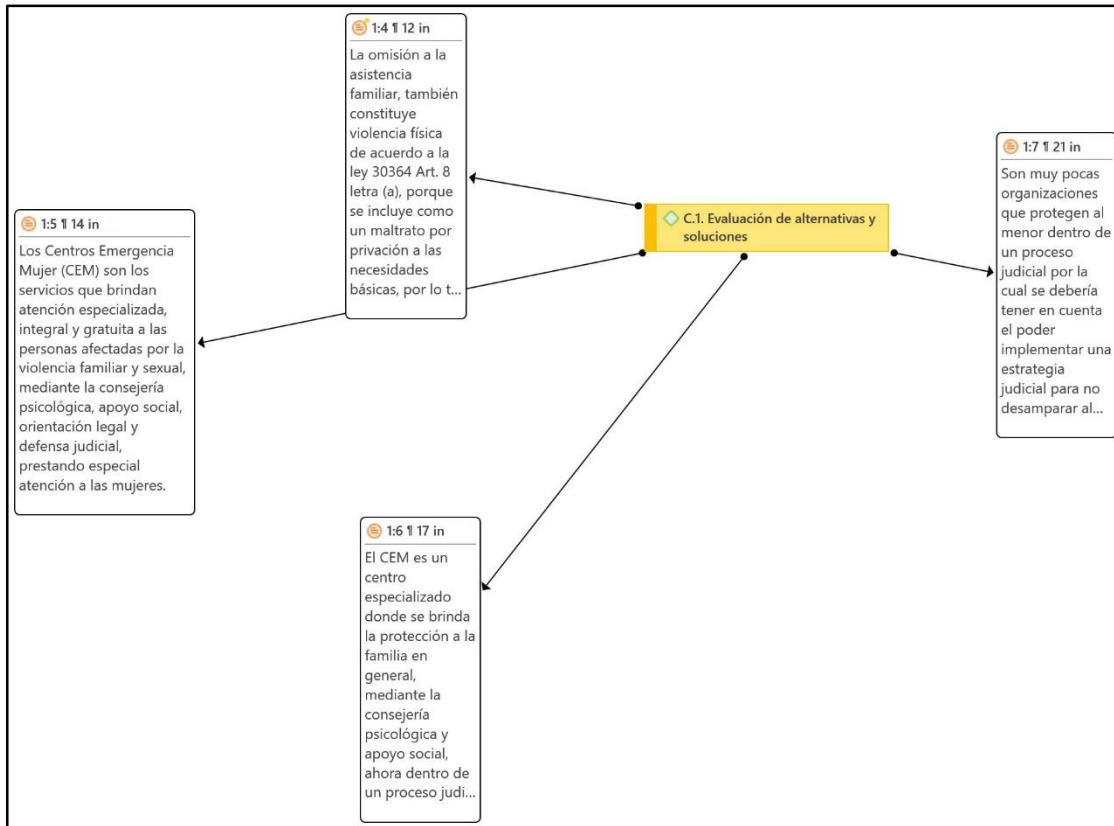 1:4 ¶ 12 in
La omisión a la
asistencia
familiar, también
constituye
violencia física
de acuerdo a la
ley 30364 Art. 8
letra (a), porque
se incluye como
un maltrato por
privación a las
necesidades
básicas, por lo t...
1:5 ¶ 14 in
Los Centros Emergencia
Mujer (CEM) son los
servicios que brindan
atención especializada,
integral y gratuita a las
personas afectadas por la
violencia familiar y sexual,
mediante la consejería
psicológica, apoyo social,
orientación legal y
defensa judicial,
prestando especial
atención a las mujeres.
C.1. Evaluación de alternativas y
soluciones
1:7 ¶ 21 in
Son muy pocas
organizaciones
que protegen al
menor dentro de
un proceso
judicial por la
cual se debería
tener en cuenta
el poder
implementar una
estrategia
judicial para no
desamparar al...
1:6 ¶ 17 in
El CEM es un
centro
especializado
donde se brinda
la protección a la
familia en
general,
mediante la
consejería
psicológica y
apoyo social,
ahora dentro de
un proceso judi...